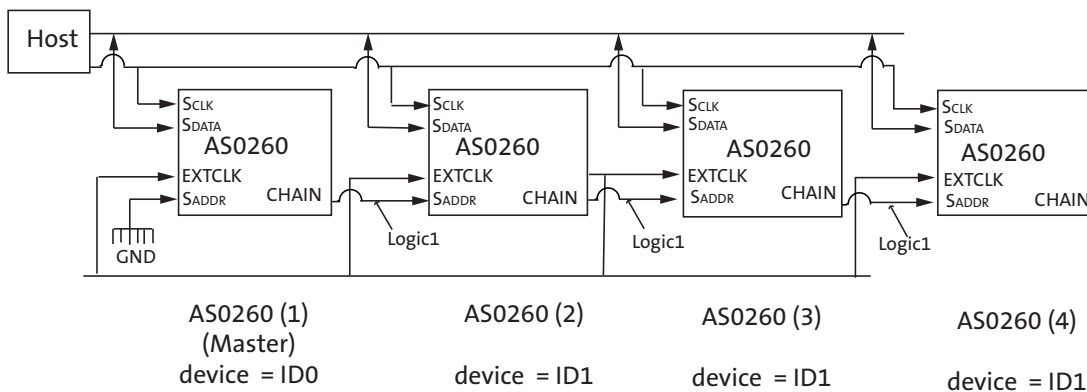 Host
SCLK
SDATA
AS0260
EXTCLK
SADDR
CHAIN
GND
Logic1
SCLK
SDATA
AS0260
EXTCLK
SADDR
CHAIN
Logic1
SCLK
SDATA
AS0260
EXTCLK
SADDR
CHAIN
Logic1
SCLK
SDATA
AS0260
EXTCLK
SADDR
CHAIN
AS0260 (1)
(Master)
device = ID0
AS0260 (2)
device = ID1
AS0260 (3)
device = ID1
AS0260 (4)
device = ID1